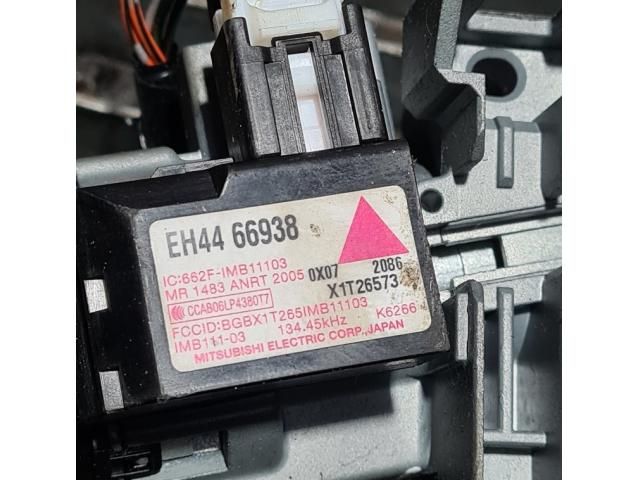 EH44 66938
IC:662F-IMB11103
MR 1483 ANRT 2005 0X07 2086
CCAB06LP4380T7 X1T26573
FCCID:BGBX1T265IMB11103 K6266
IMB111-03 134.45kHz
MITSUBISHI ELECTRIC CORP.,JAPAN